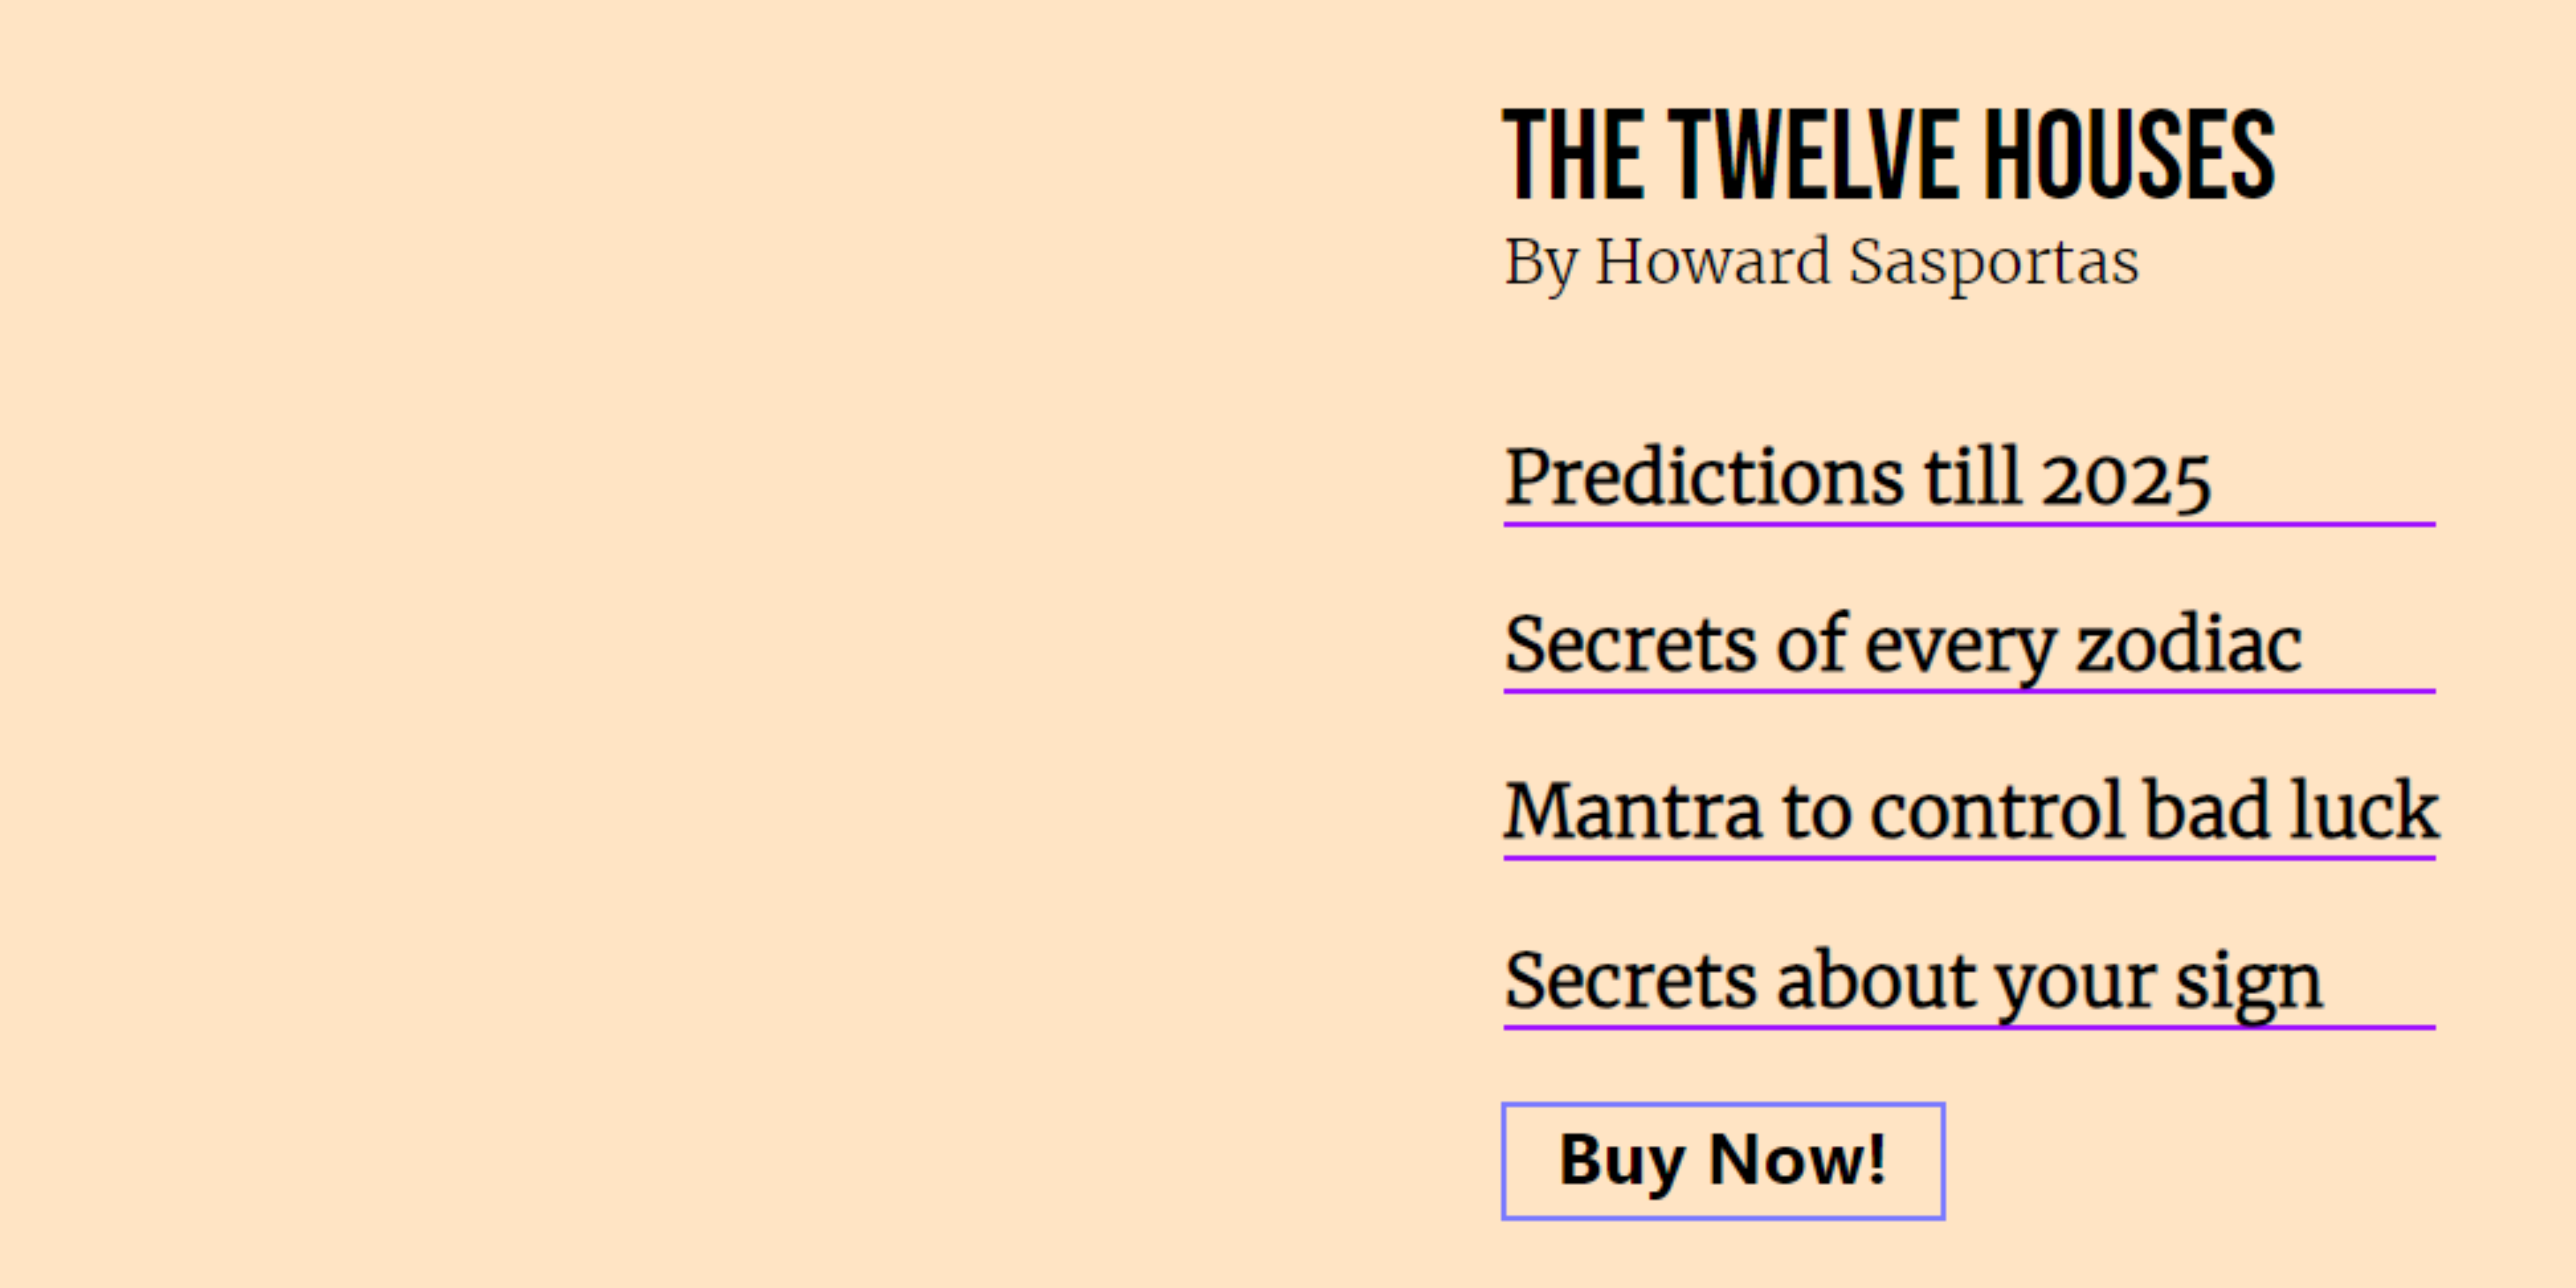 THE TWELVE HOUSES
By Howard Sasportas
Predictions till 2025
Secrets of every zodiac
Mantra to control bad luck
Secrets about your sign
Buy Now!